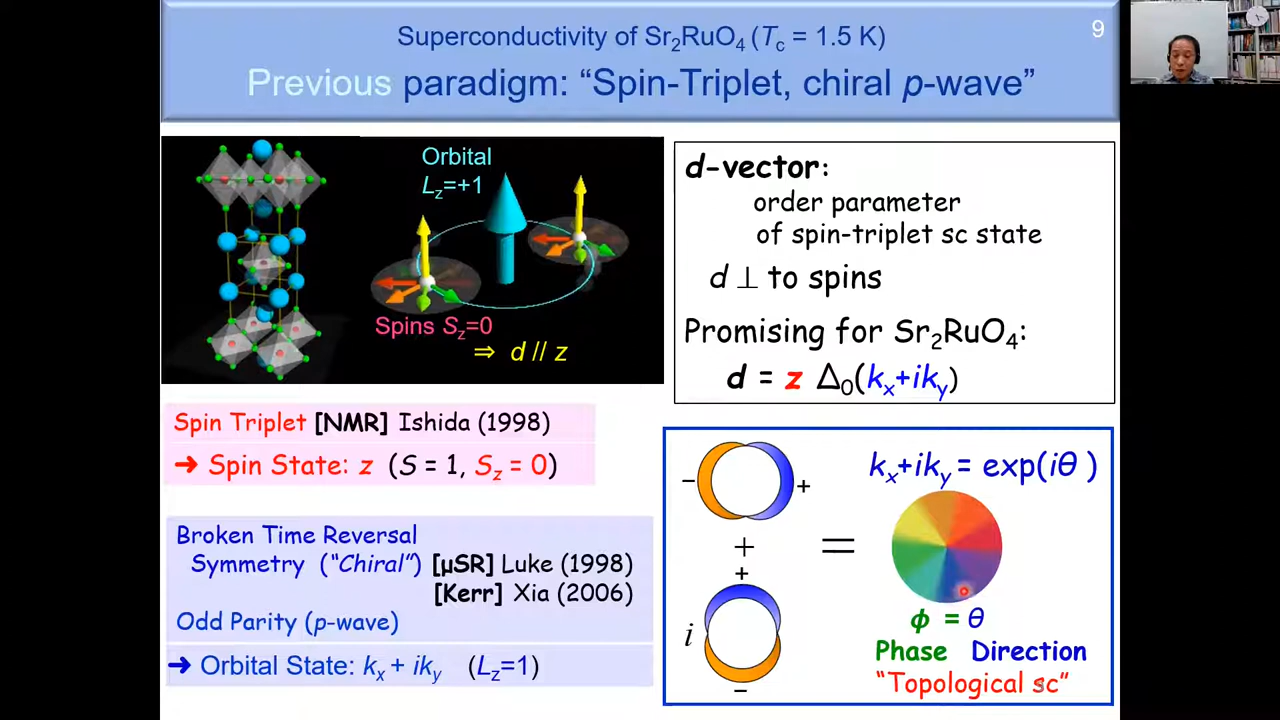 Superconductivity of Sr₂RuO₄ (Tc = 1.5 K)
9
Previous paradigm: “Spin-Triplet, chiral p-wave”
Orbital
Lz=+1
Spins Sz=0
⇒ d // z
d-vector:
order parameter
of spin-triplet sc state
d ⊥ to spins
Promising for Sr₂RuO₄:
d = z Δ₀(kx+iky)
Spin Triplet [NMR] Ishida (1998)
➜ Spin State: z (S = 1, Sz = 0)
Broken Time Reversal
Symmetry (“Chiral”) [μSR] Luke (1998)
[Kerr] Xia (2006)
Odd Parity (p-wave)
➜ Orbital State: kx + iky (Lz=1)
kx+iky = exp(iθ )
− +
+
=
+
i
−
ϕ = θ
Phase Direction
“Topological sc”